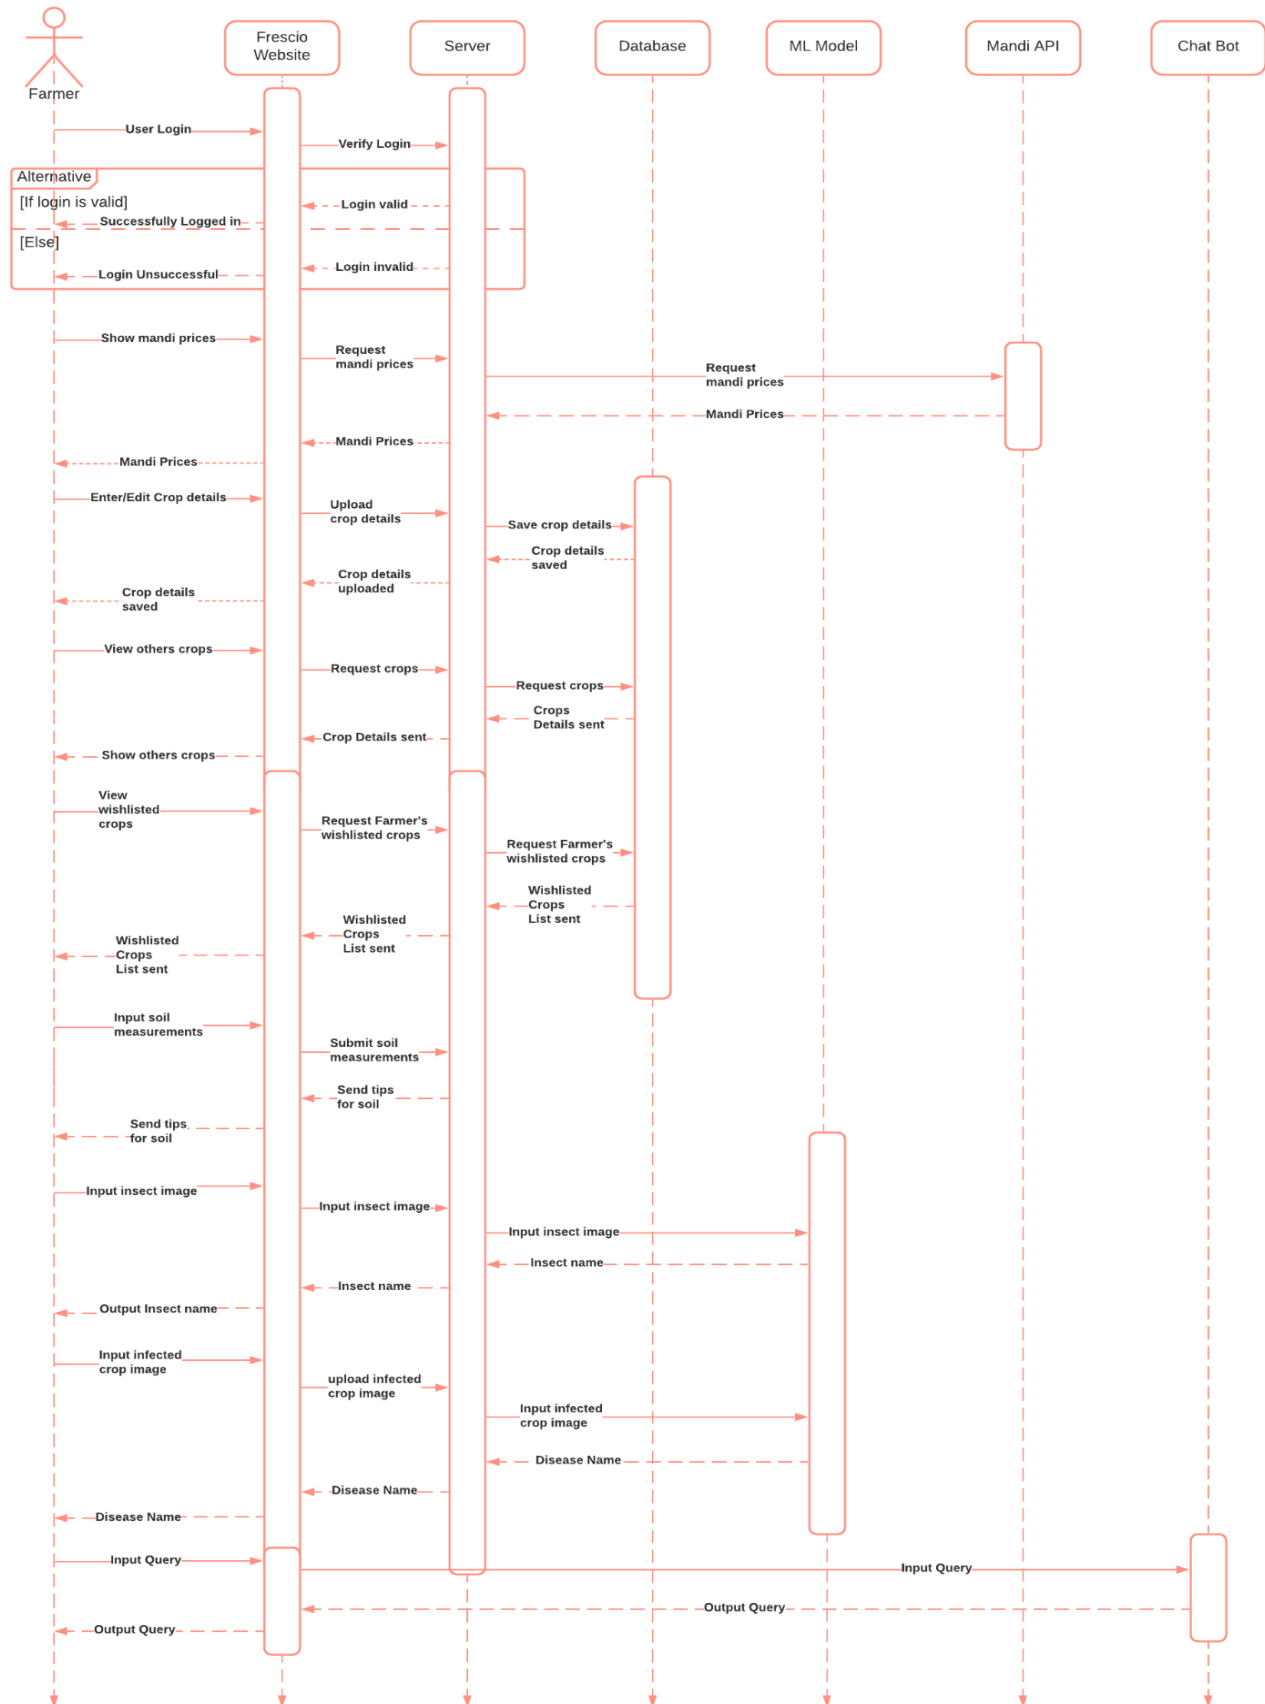 Frescio
Website
Server
Database
ML Model
Mandi API
Chat Bot
Farmer
User Login
Verify Login
Alternative
[If login is valid]
Login valid
Successfully Logged in
[Else]
Login invalid
Login Unsuccessful
Show mandi prices
Request
mandi prices
Request
mandi prices
Mandi Prices
Mandi Prices
Mandi Prices
Enter/Edit Crop details
Upload
crop details
Save crop details
Crop details
saved
Crop details
uploaded
Crop details
saved
View others crops
Request crops
Request crops
Crops
Details sent
Crop Details sent
Show others crops
View
wishlisted
crops
Request Farmer's
wishlisted crops
Request Farmer's
wishlisted crops
Wishlisted
Crops
List sent
Wishlisted
Crops
List sent
Wishlisted
Crops
List sent
Input soil
measurements
Submit soil
measurements
Send tips
for soil
Send tips
for soil
Input insect image
Input insect image
Input insect image
Insect name
Insect name
Output Insect name
Input infected
crop image
upload infected
crop image
Input infected
crop image
Disease Name
Disease Name
Disease Name
Input Query
Input Query
Output Query
Output Query